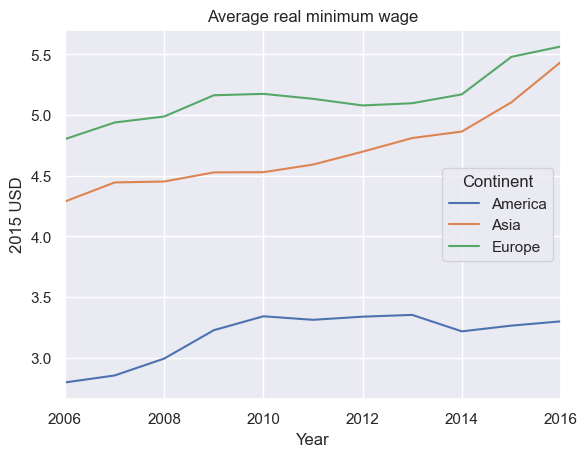 Average real minimum wage
5.5
5.0
4.5
4.0
3.5
3.0
2015 USD
Continent
America
Asia
Europe
2006 2008 2010 2012 2014 2016
Year